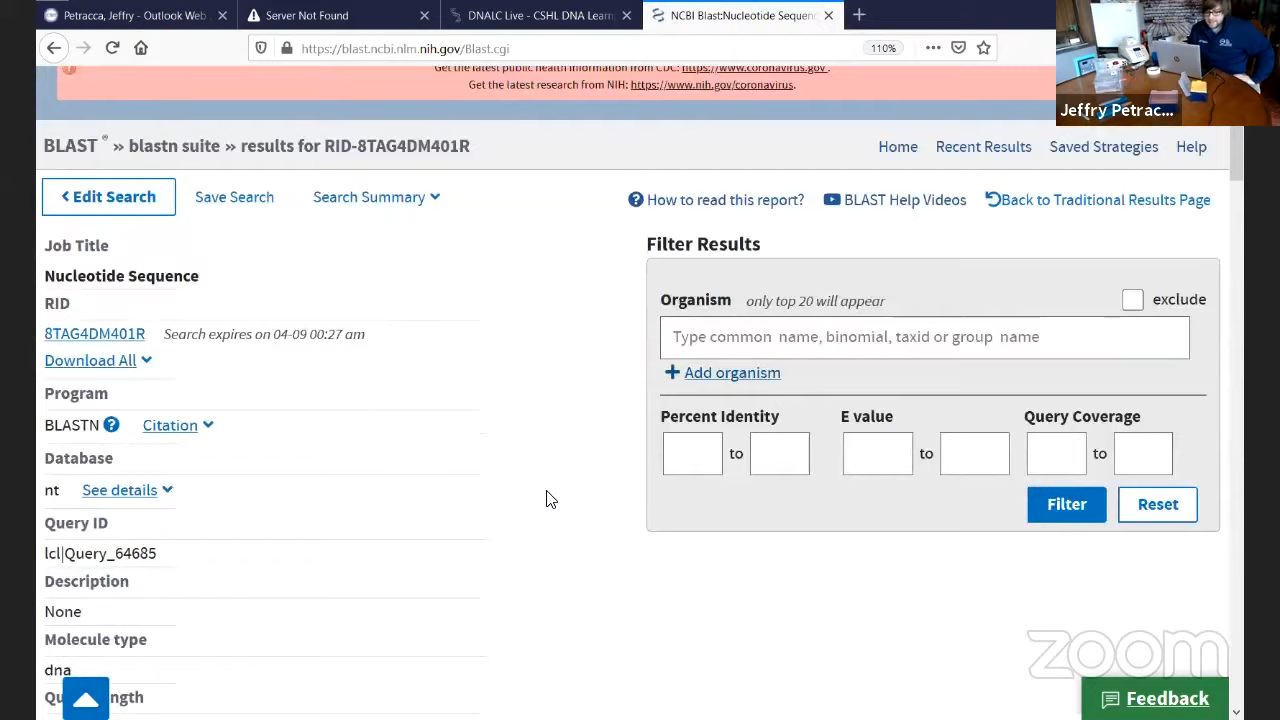 Petracca, Jeffry - Outlook Web
Server Not Found
DNALC Live - CSHL DNA Learn
NCBI Blast:Nucleotide Sequenc
https://blast.ncbi.nlm.nih.gov/Blast.cgi
110%
Get the latest public health information from CDC: https://www.coronavirus.gov .
Get the latest research from NIH: https://www.nih.gov/coronavirus.
Jeffry Petrac...
BLAST ® » blastn suite » results for RID-8TAG4DM401R
Home Recent Results Saved Strategies Help
Edit Search Save Search Search Summary
How to read this report? BLAST Help Videos Back to Traditional Results Page
Job Title
Nucleotide Sequence
RID
8TAG4DM401R Search expires on 04-09 00:27 am
Download All
Program
BLASTN ? Citation
Database
nt See details
Query ID
lcl|Query_64685
Description
None
Molecule type
dna
Filter Results
Organism only top 20 will appear exclude
Type common name, binomial, taxid or group name
+ Add organism
Percent Identity E value Query Coverage
to to to
Filter Reset
zoom
Feedback